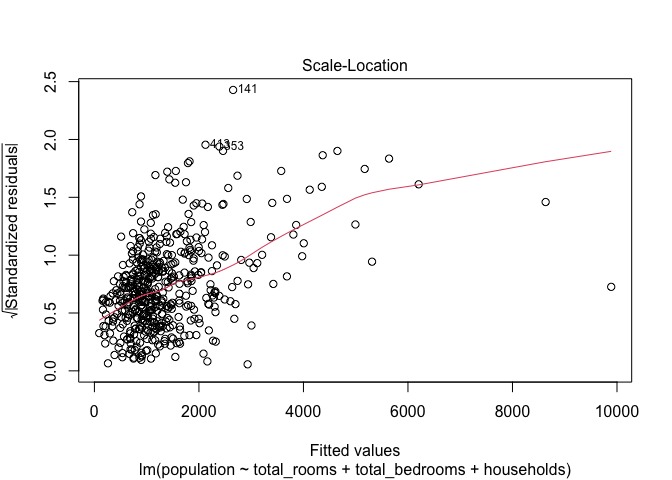 Scale-Location
√|Standardized residuals|
2.5
2.0
1.5
1.0
0.5
0.0
141
413
353
0 2000 4000 6000 8000 10000
Fitted values
lm(population ~ total_rooms + total_bedrooms + households)